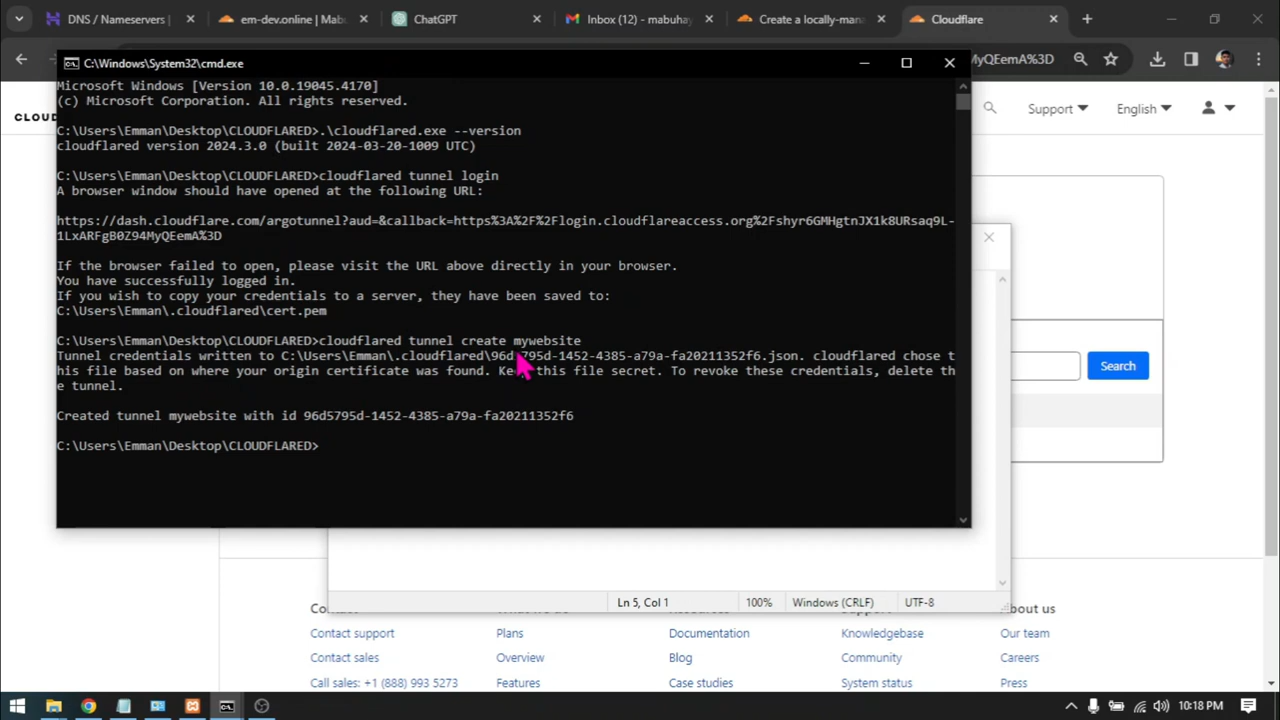 DNS / Nameservers |
em-dev.online | Mabu
ChatGPT
Inbox (12) - mabuhay
Create a locally-mana
Cloudflare
MyQEemA%3D
C:\Windows\System32\cmd.exe
CLOUD
Support
English
Microsoft Windows [Version 10.0.19045.4170]
(c) Microsoft Corporation. All rights reserved.
C:\Users\Emman\Desktop\CLOUDFLARED>.\cloudflared.exe --version
cloudflared version 2024.3.0 (built 2024-03-20-1009 UTC)
C:\Users\Emman\Desktop\CLOUDFLARED>cloudflared tunnel login
A browser window should have opened at the following URL:
https://dash.cloudflare.com/argotunnel?aud=&callback=https%3A%2F%2Flogin.cloudflareaccess.org%2Fshyr6GMHgtnJX1k8URsaq9L-
1LxARFgB0Z94MyQEemA%3D
If the browser failed to open, please visit the URL above directly in your browser.
You have successfully logged in.
If you wish to copy your credentials to a server, they have been saved to:
C:\Users\Emman\.cloudflared\cert.pem
C:\Users\Emman\Desktop\CLOUDFLARED>cloudflared tunnel create mywebsite
Tunnel credentials written to C:\Users\Emman\.cloudflared\96d5795d-1452-4385-a79a-fa20211352f6.json. cloudflared chose t
his file based on where your origin certificate was found. Keep this file secret. To revoke these credentials, delete th
e tunnel.
Created tunnel mywebsite with id 96d5795d-1452-4385-a79a-fa20211352f6
C:\Users\Emman\Desktop\CLOUDFLARED>
Search
Ln 5, Col 1
100%
Windows (CRLF)
UTF-8
About us
Contact support
Plans
Documentation
Knowledgebase
Our team
Contact sales
Overview
Blog
Community
Careers
Call sales: +1 (888) 993 5273
Features
Case studies
System status
Press
10:18 PM